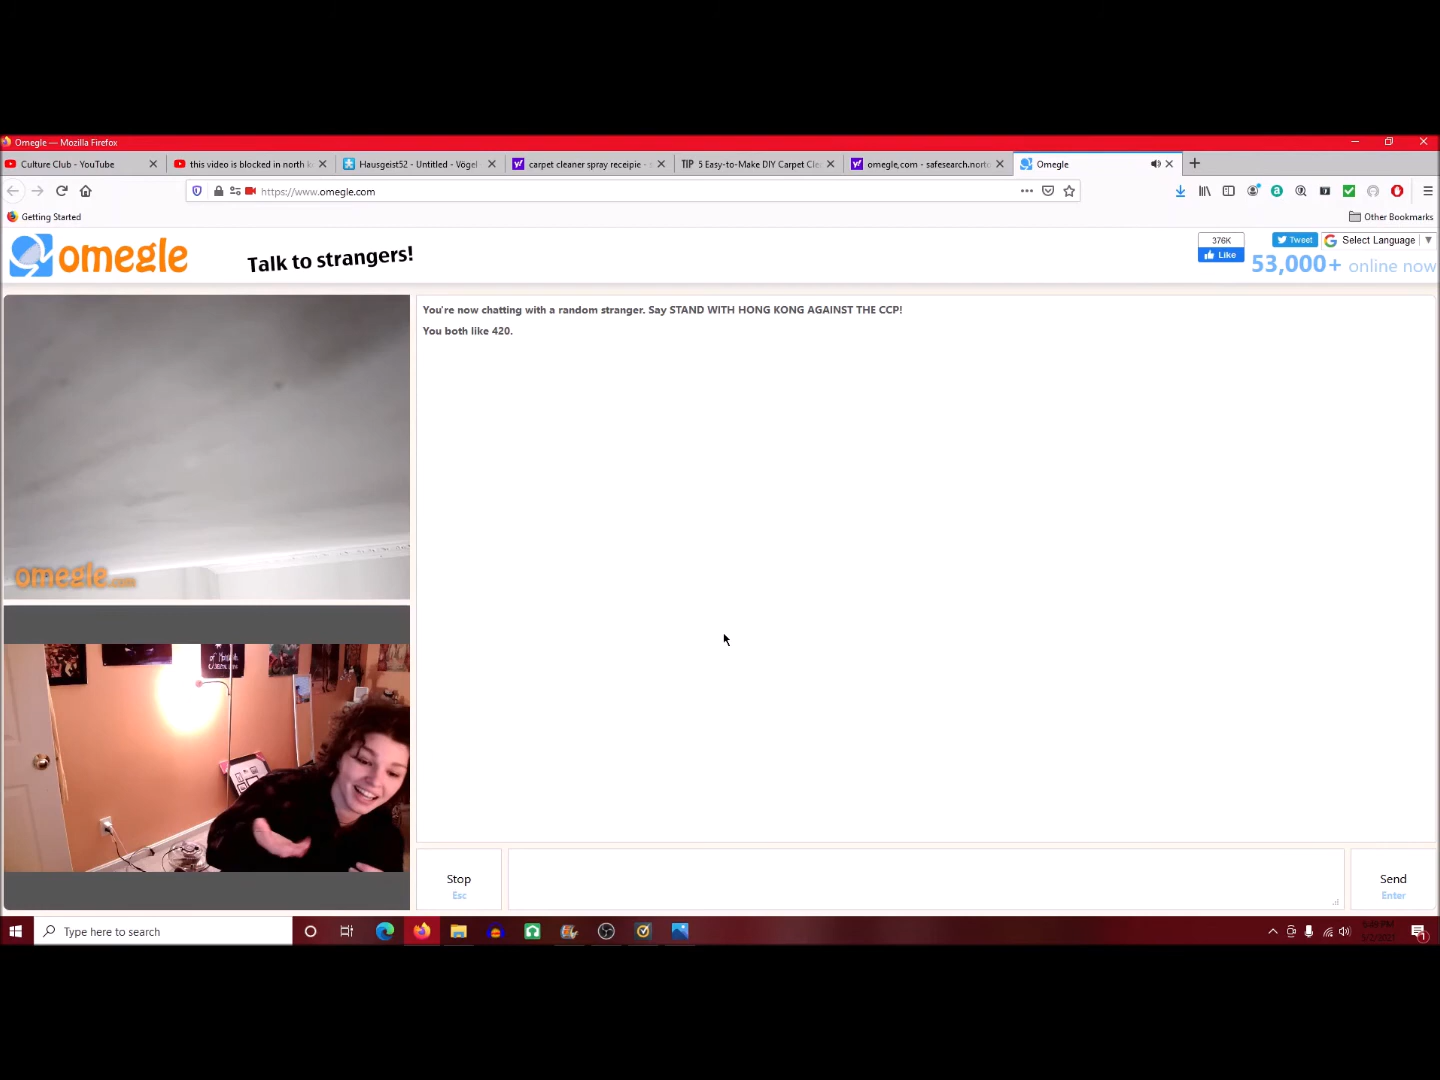 Omegle — Mozilla Firefox
Culture Club - YouTube
this video is blocked in north k
Hausgeist52 - Untitled - Vögel
carpet cleaner spray receipie - s
TIP 5 Easy-to-Make DIY Carpet Cle
omegle,com - safesearch.norto
Omegle
https://www.omegle.com
Getting Started
Other Bookmarks
omegle
Talk to strangers!
376K
Like
Tweet
Select Language
53,000+ online now
You're now chatting with a random stranger. Say STAND WITH HONG KONG AGAINST THE CCP!
You both like 420.
omegle.com
Stop
Esc
Send
Enter
Type here to search